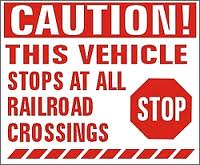 CAUTION!
THIS VEHICLE
STOPS AT ALL
RAILROAD
CROSSINGS
STOP